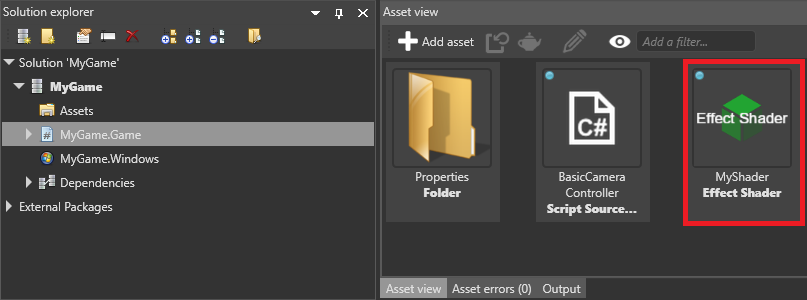 Solution explorer
Solution 'MyGame'
MyGame
Assets
MyGame.Game
MyGame.Windows
Dependencies
External Packages
Asset view
Add asset
Add a filter...
Properties
Folder
C#
BasicCamera
Controller
Script Source...
Effect Shader
MyShader
Effect Shader
Asset view
Asset errors (0)
Output